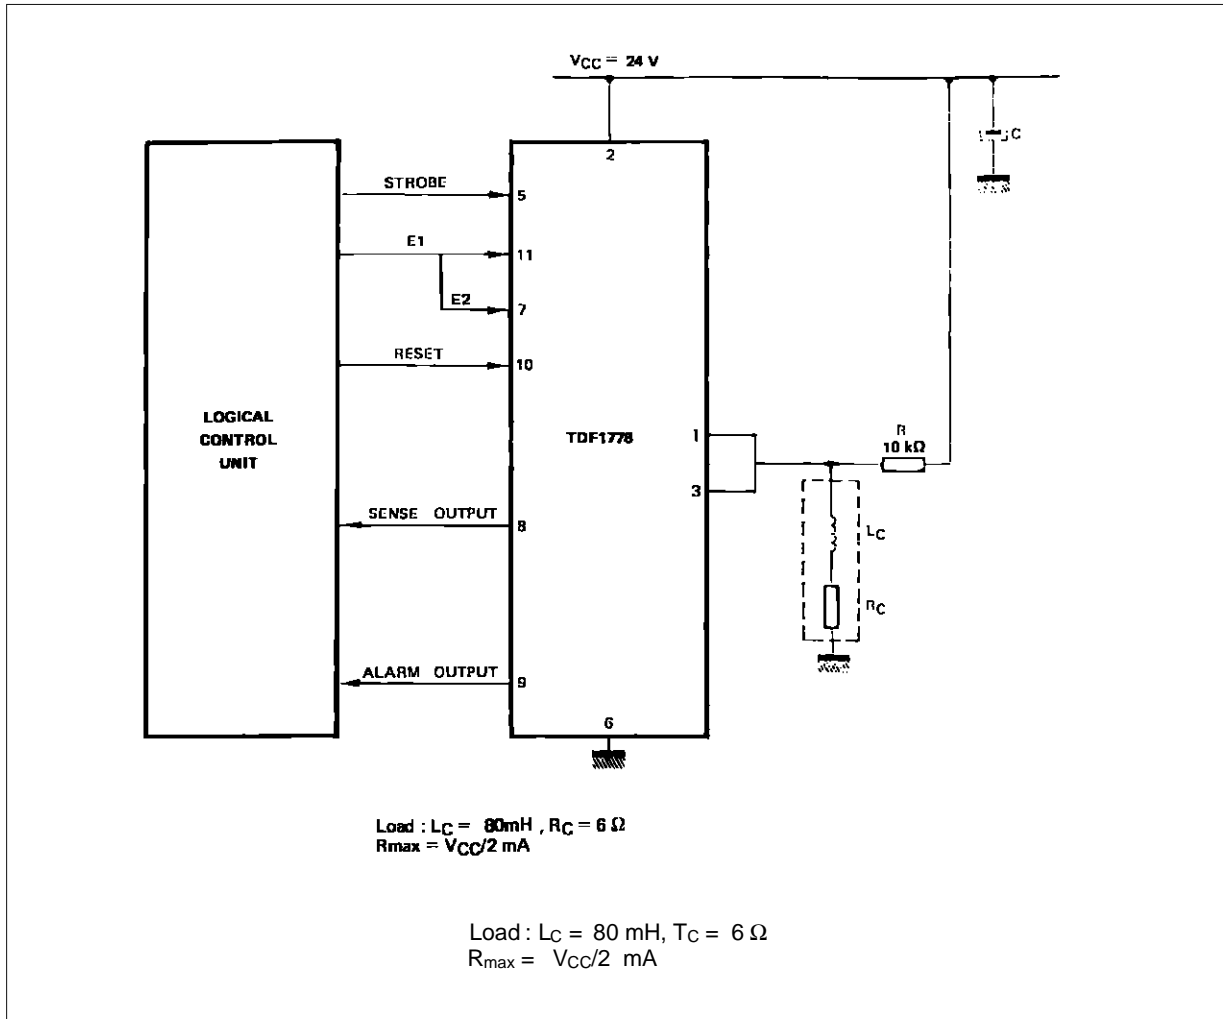 VCC = 24 V
2
C
STROBE
5
E1
11
E2
7
RESET
10
LOGICAL
CONTROL
UNIT
TDF1778
1
R
10 kΩ
3
SENSE OUTPUT
8
LC
RC
ALARM OUTPUT
9
6
Load : LC = 80mH , RC = 6 Ω
Rmax = VCC/2 mA
Load : LC = 80 mH, TC = 6 Ω
Rmax = VCC/2 mA